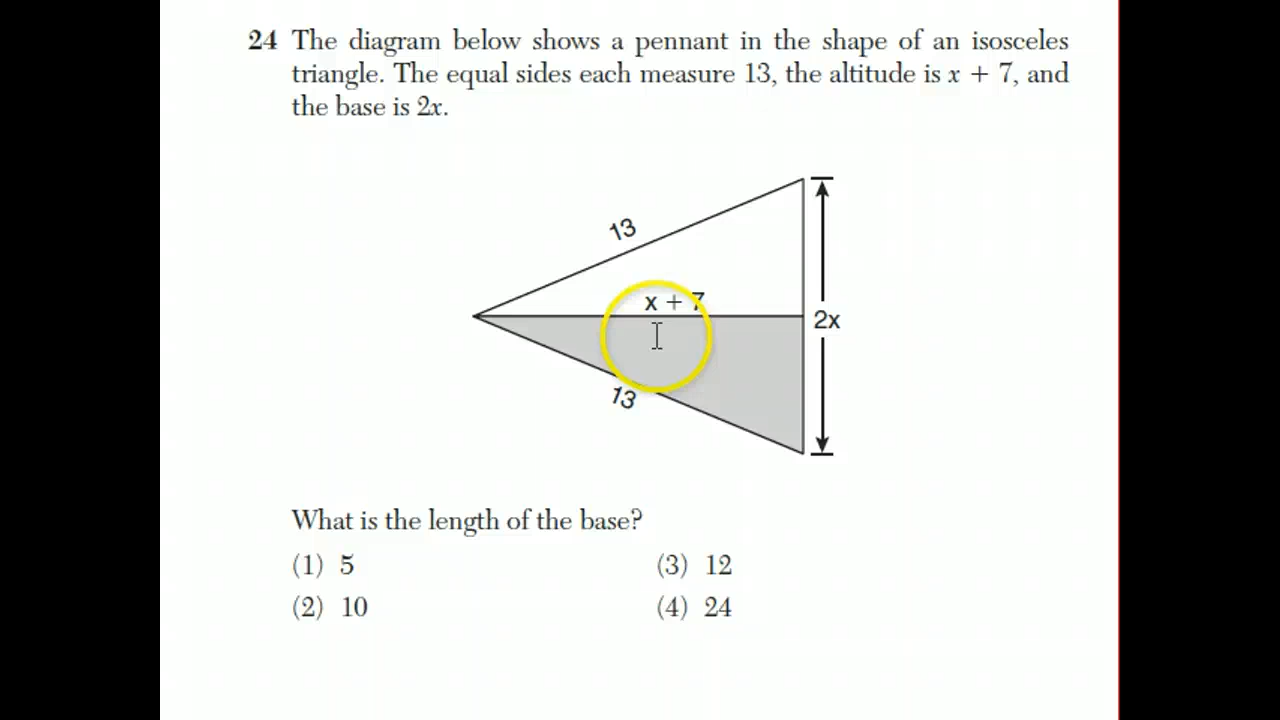 24 The diagram below shows a pennant in the shape of an isosceles
triangle. The equal sides each measure 13, the altitude is x + 7, and
the base is 2x.
13
x + 7
2x
13
What is the length of the base?
(1) 5
(3) 12
(2) 10
(4) 24